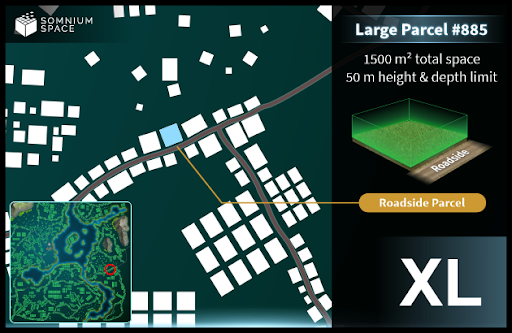 SOMNIUM
SPACE
Large Parcel #885
1500 m² total space
50 m height & depth limit
Roadside
Roadside Parcel
XL